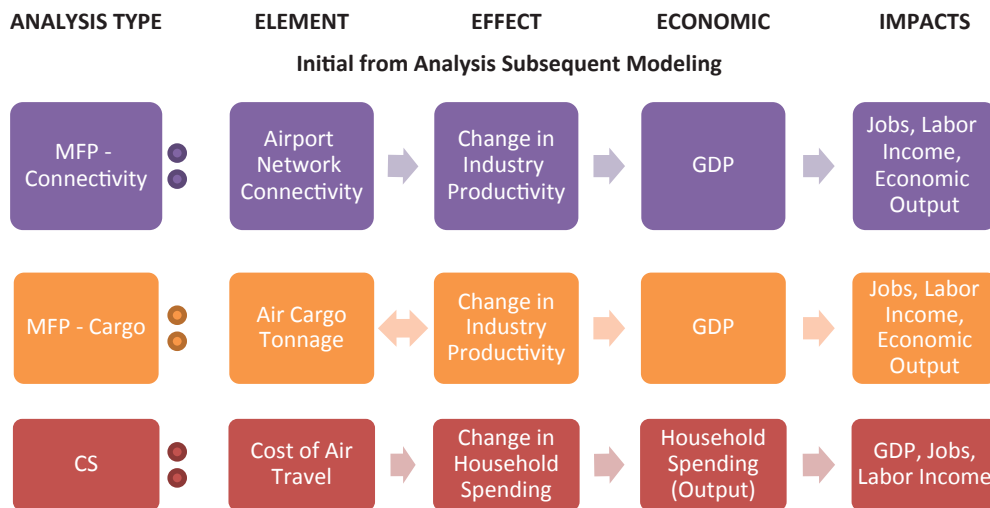 ANALYSIS TYPE ELEMENT EFFECT ECONOMIC IMPACTS
Initial from Analysis Subsequent Modeling
MFP -
Connectivity
Airport
Network
Connectivity
Change in
Industry
Productivity
GDP
Jobs, Labor
Income,
Economic
Output
MFP - Cargo
Air Cargo
Tonnage
Change in
Industry
Productivity
GDP
Jobs, Labor
Income,
Economic
Output
CS
Cost of Air
Travel
Change in
Household
Spending
Household
Spending
(Output)
GDP, Jobs,
Labor Income